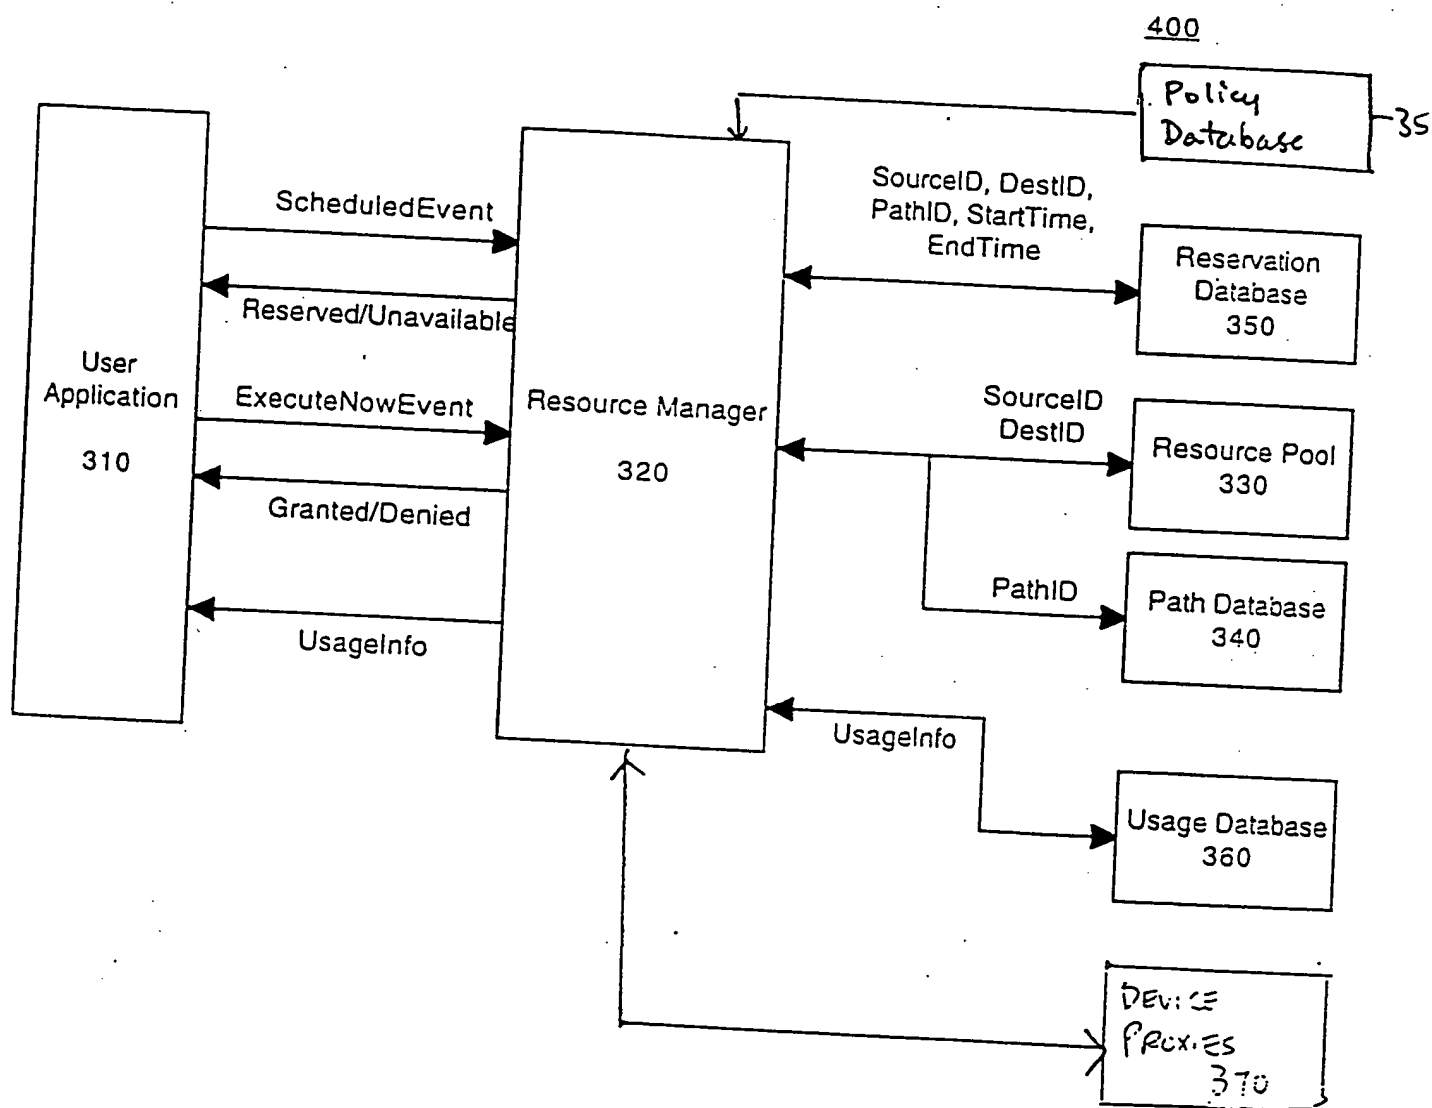 400
Policy
Database
35
SourceID, DestID,
PathID, StartTime,
EndTime
ScheduledEvent
Reservation
Database
350
Reserved/Unavailable
User
Application
310
ExecuteNowEvent
Resource Manager
320
SourceID
DestID
Resource Pool
330
Granted/Denied
PathID
Path Database
340
UsageInfo
UsageInfo
Usage Database
360
DEVICE
PROXIES
370